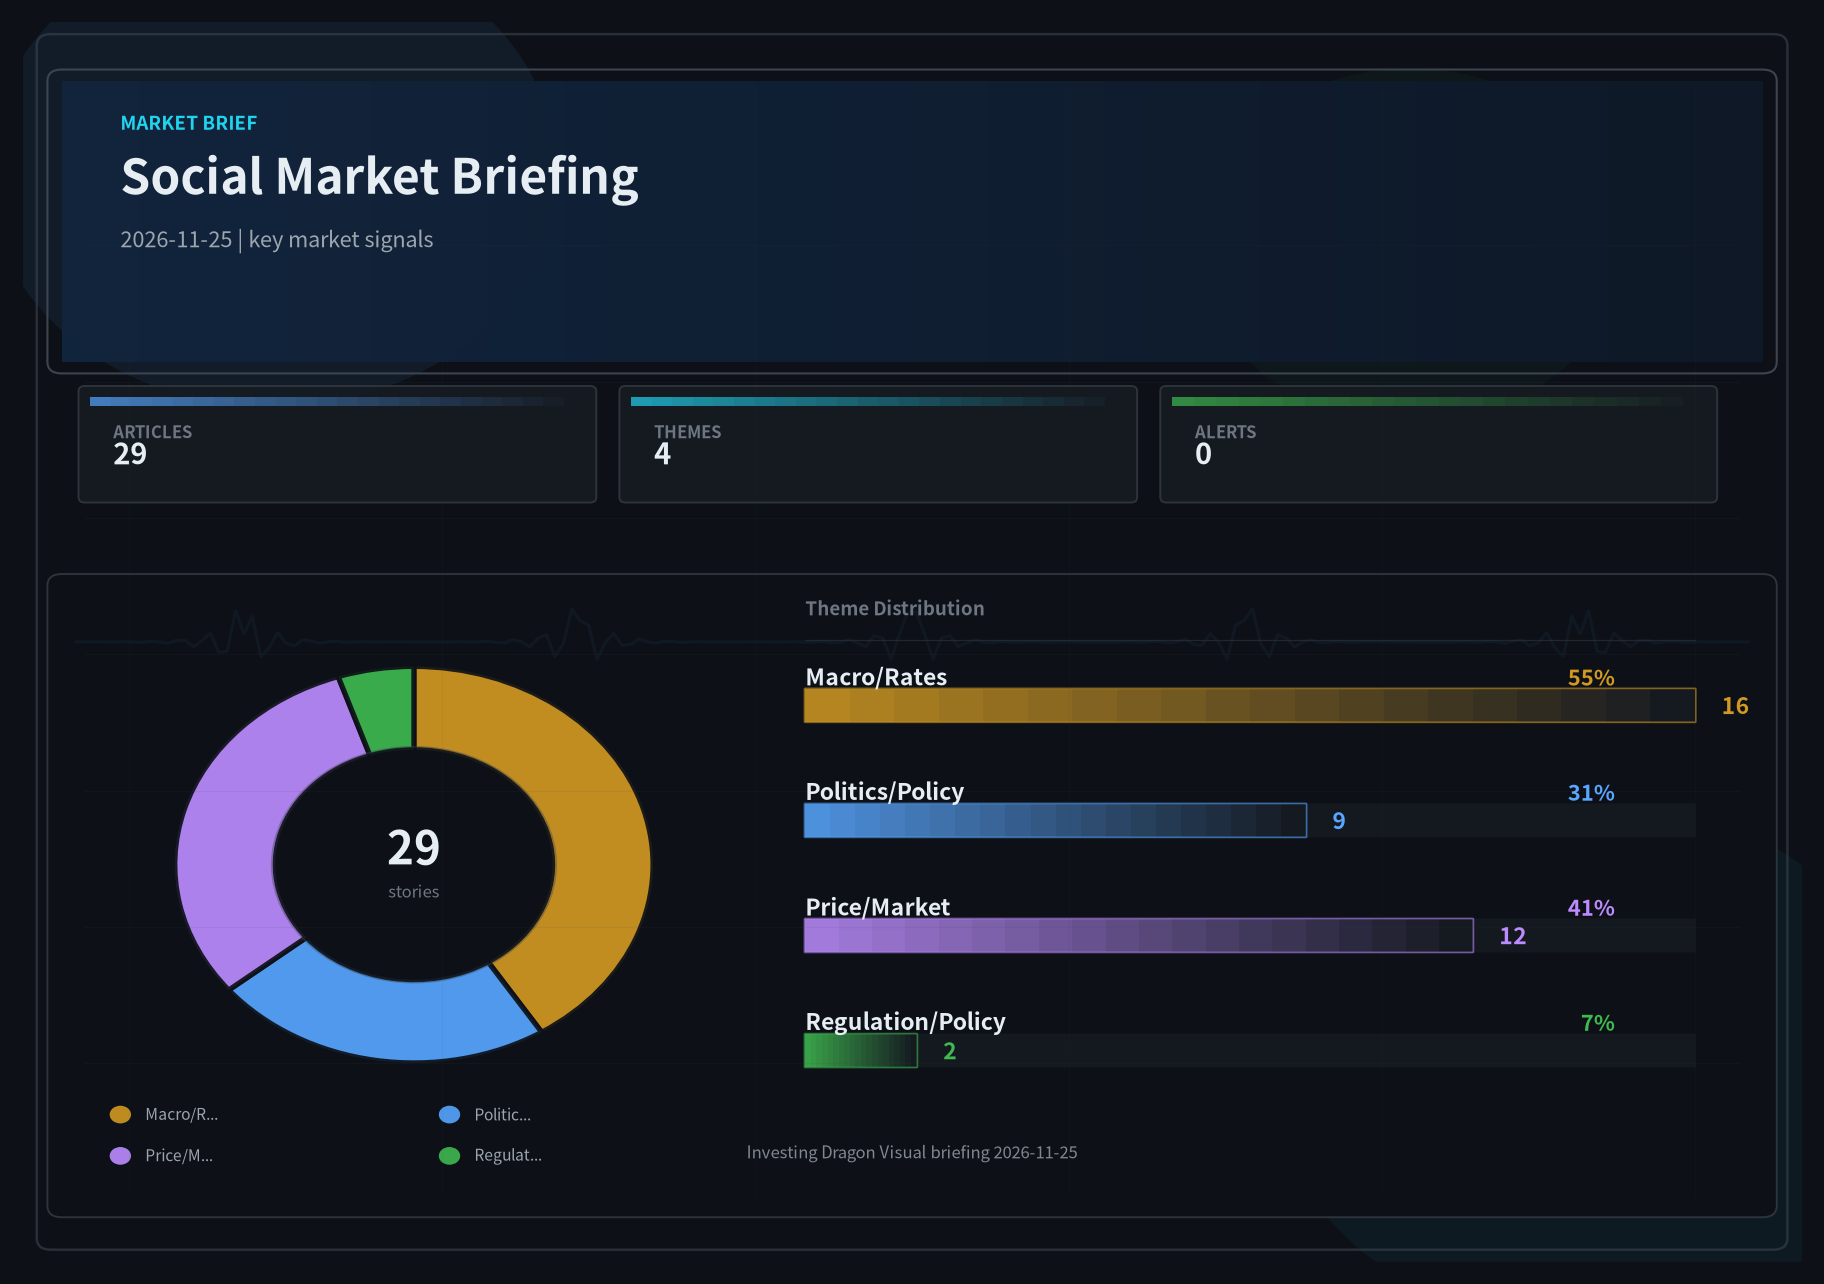 MARKET BRIEF
Social Market Briefing
2026-11-25 | key market signals
ARTICLES
29
THEMES
4
ALERTS
0
Theme Distribution
Macro/Rates
55%
16
Politics/Policy
31%
9
Price/Market
41%
12
Regulation/Policy
7%
2
29
stories
Macro/R...
Politic...
Price/M...
Regulat...
Investing Dragon Visual briefing 2026-11-25